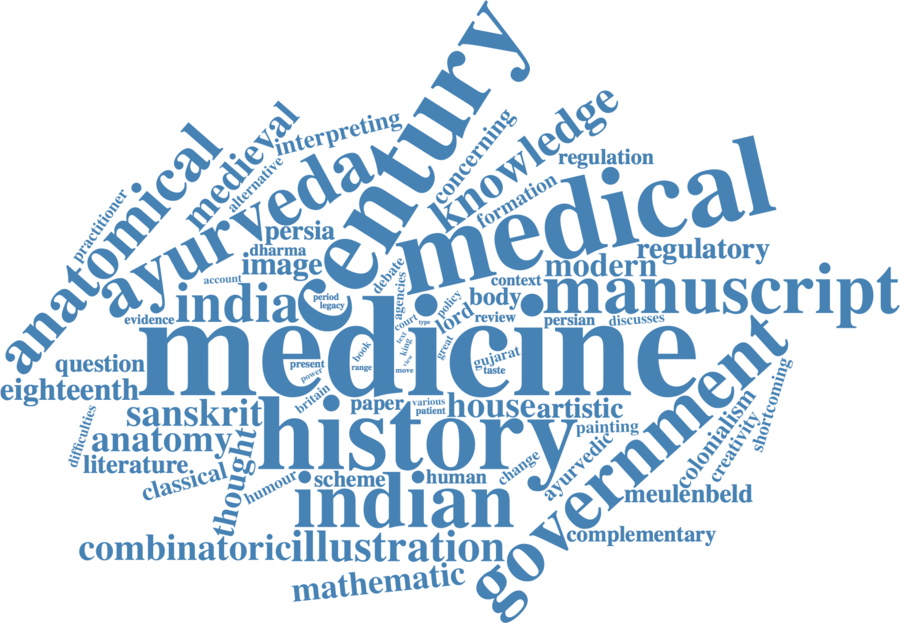 century
medieval
interpreting
concerning
knowledge
anatomical
alternative
regulation
practitioner
ayurveda
formation
medical
persia
dharma
image
debate
regulatory
modern
account
agencies
context
india
period
legacy
policy
body
manuscript
evidence
court
type
lord
review
persian
discusses
medicine
text
king
view
great
book
range
move
gujarat
taste
question
present
power
eighteenth
britain
paper
various
patient
house
artistic
government
shortcoming
sanskrit
history
painting
colonialism
creativity
difficulties
anatomy
thought
literature
classical
humour
scheme
human
change
ayurvedic
meulenbeld
indian
complementary
combinatoric
illustration
mathematic